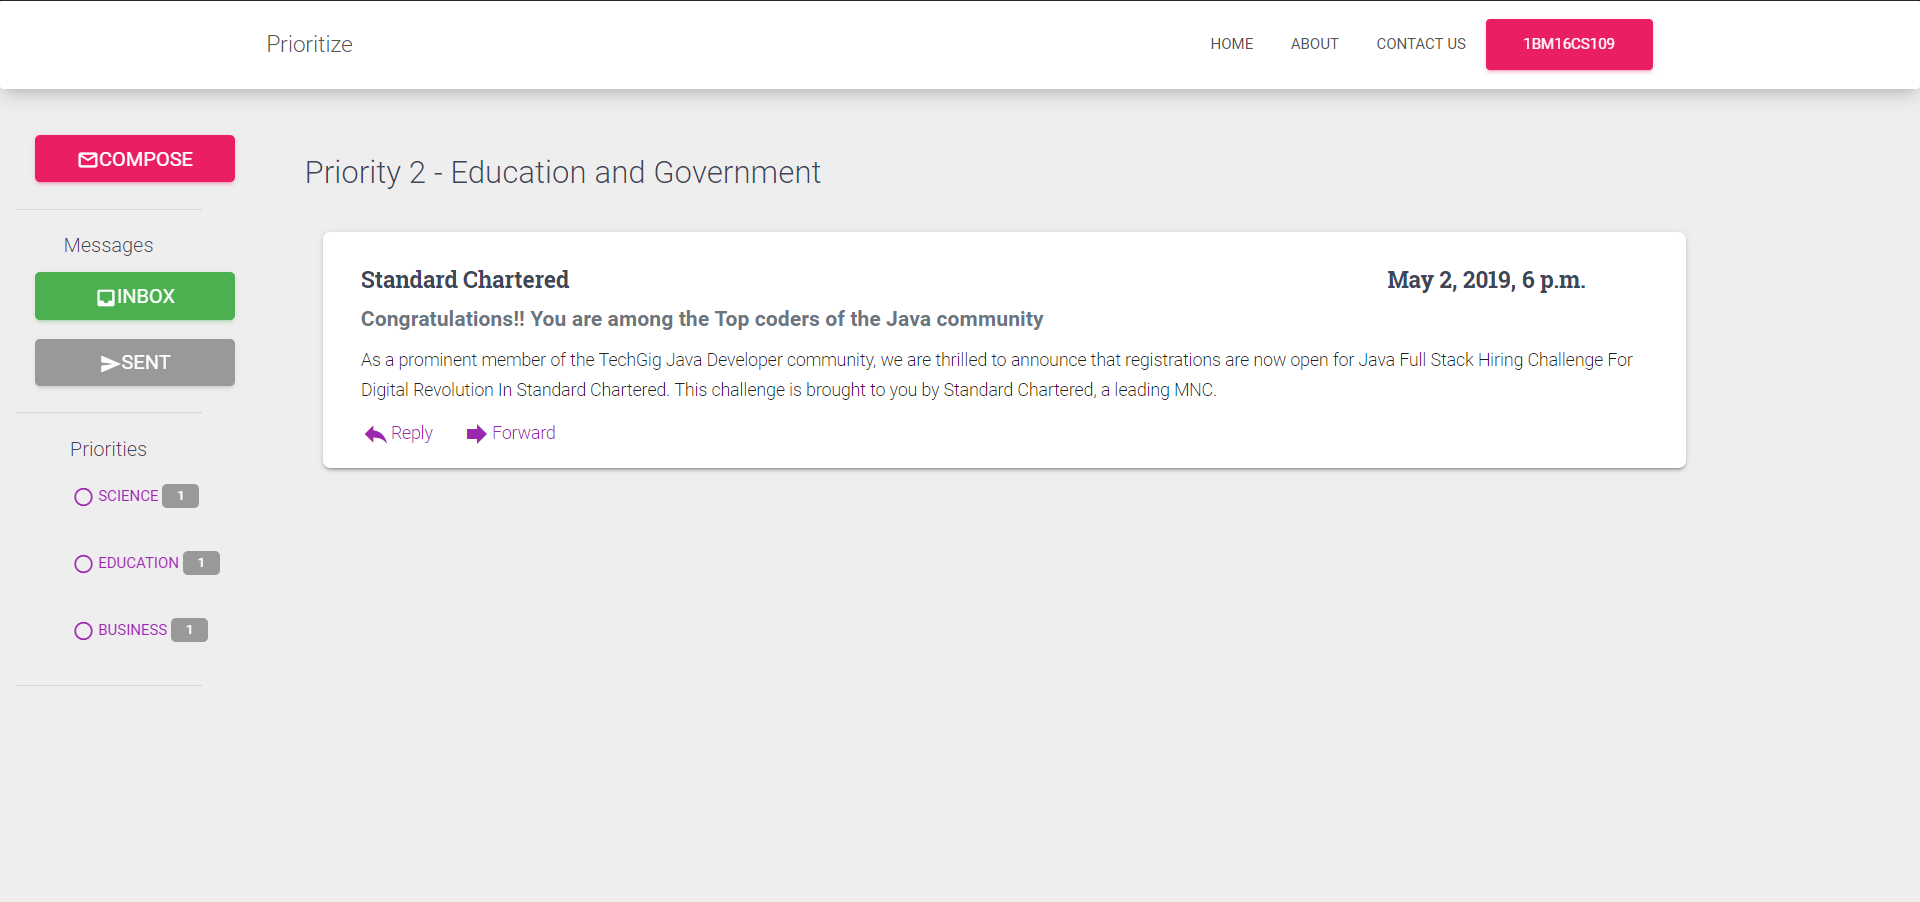 Prioritize
HOME
ABOUT
CONTACT US
1BM16CS109
COMPOSE
Messages
INBOX
SENT
Priorities
SCIENCE 1
EDUCATION 1
BUSINESS 1
Priority 2 - Education and Government
Standard Chartered
May 2, 2019, 6 p.m.
Congratulations!! You are among the Top coders of the Java community
As a prominent member of the TechGig Java Developer community, we are thrilled to announce that registrations are now open for Java Full Stack Hiring Challenge For
Digital Revolution In Standard Chartered. This challenge is brought to you by Standard Chartered, a leading MNC.
Reply
Forward